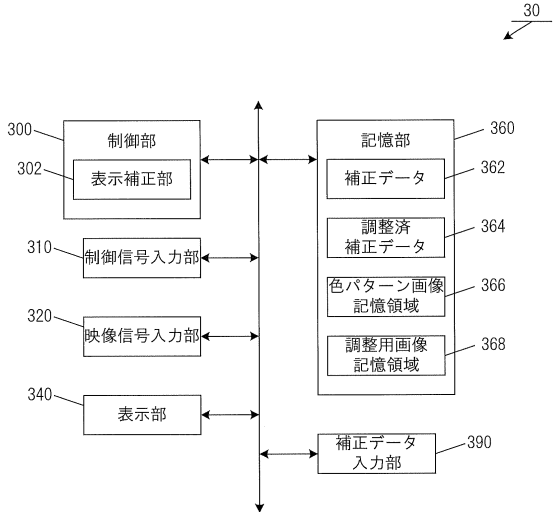 30
300
制御部
302
表示補正部
310
制御信号入力部
320
映像信号入力部
340
表示部
記憶部
360
補正データ
362
調整済
補正データ
364
色パターン画像
記憶領域
366
調整用画像
記憶領域
368
補正データ
入力部
390